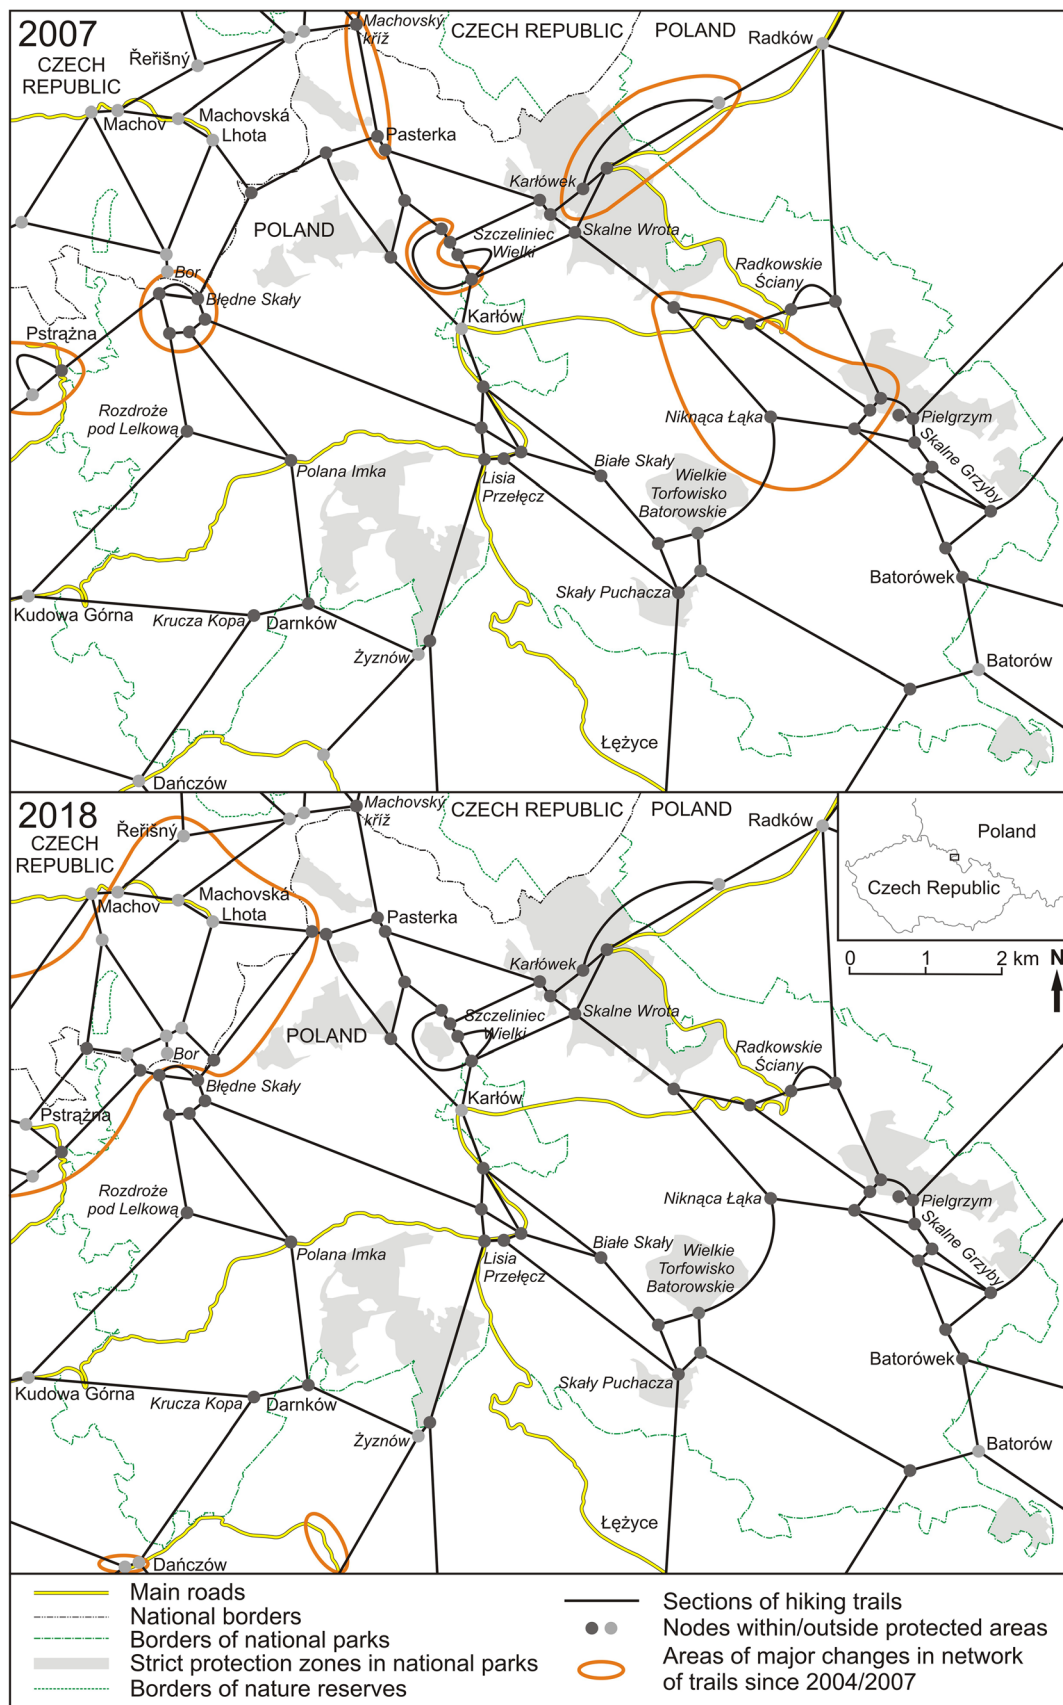 2007
CZECH
REPUBLIC
Machovský
kříž
CZECH REPUBLIC
POLAND
Radków
Řeřišný
Machov
Machovská
Lhota
Pasterka
Karłówek
POLAND
Szczeliniec
Wielki
Skalne Wrota
Bor
Błędne Skały
Radkowskie
Ściany
Pstrążna
Karłów
Rozdroże
pod Lelkową
Niknąca Łąka
Pielgrzym
Skalne Grzyby
Polana Imka
Lisia
Przełęcz
Białe Skały
Wielkie
Torfowisko
Batorowskie
Kudowa Górna
Krucza Kopa
Darnków
Skały Puchacza
Batorówek
Żyznów
Batorów
Łężyce
Dańczów
2018
CZECH
REPUBLIC
Machovský
kříž
CZECH REPUBLIC
POLAND
Radków
Řeřišný
Poland
Czech Republic
Machov
Machovská
Lhota
Pasterka
0 1 2 km
N
Karłówek
POLAND
Szczeliniec
Wielki
Skalne Wrota
Bor
Błędne Skały
Radkowskie
Ściany
Pstrążna
Karłów
Rozdroże
pod Lelkową
Niknąca Łąka
Pielgrzym
Skalne Grzyby
Polana Imka
Lisia
Przełęcz
Białe Skały
Wielkie
Torfowisko
Batorowskie
Kudowa Górna
Krucza Kopa
Darnków
Skały Puchacza
Batorówek
Żyznów
Batorów
Łężyce
Dańczów
Main roads
National borders
Borders of national parks
Strict protection zones in national parks
Borders of nature reserves
Sections of hiking trails
Nodes within/outside protected areas
Areas of major changes in network
of trails since 2004/2007